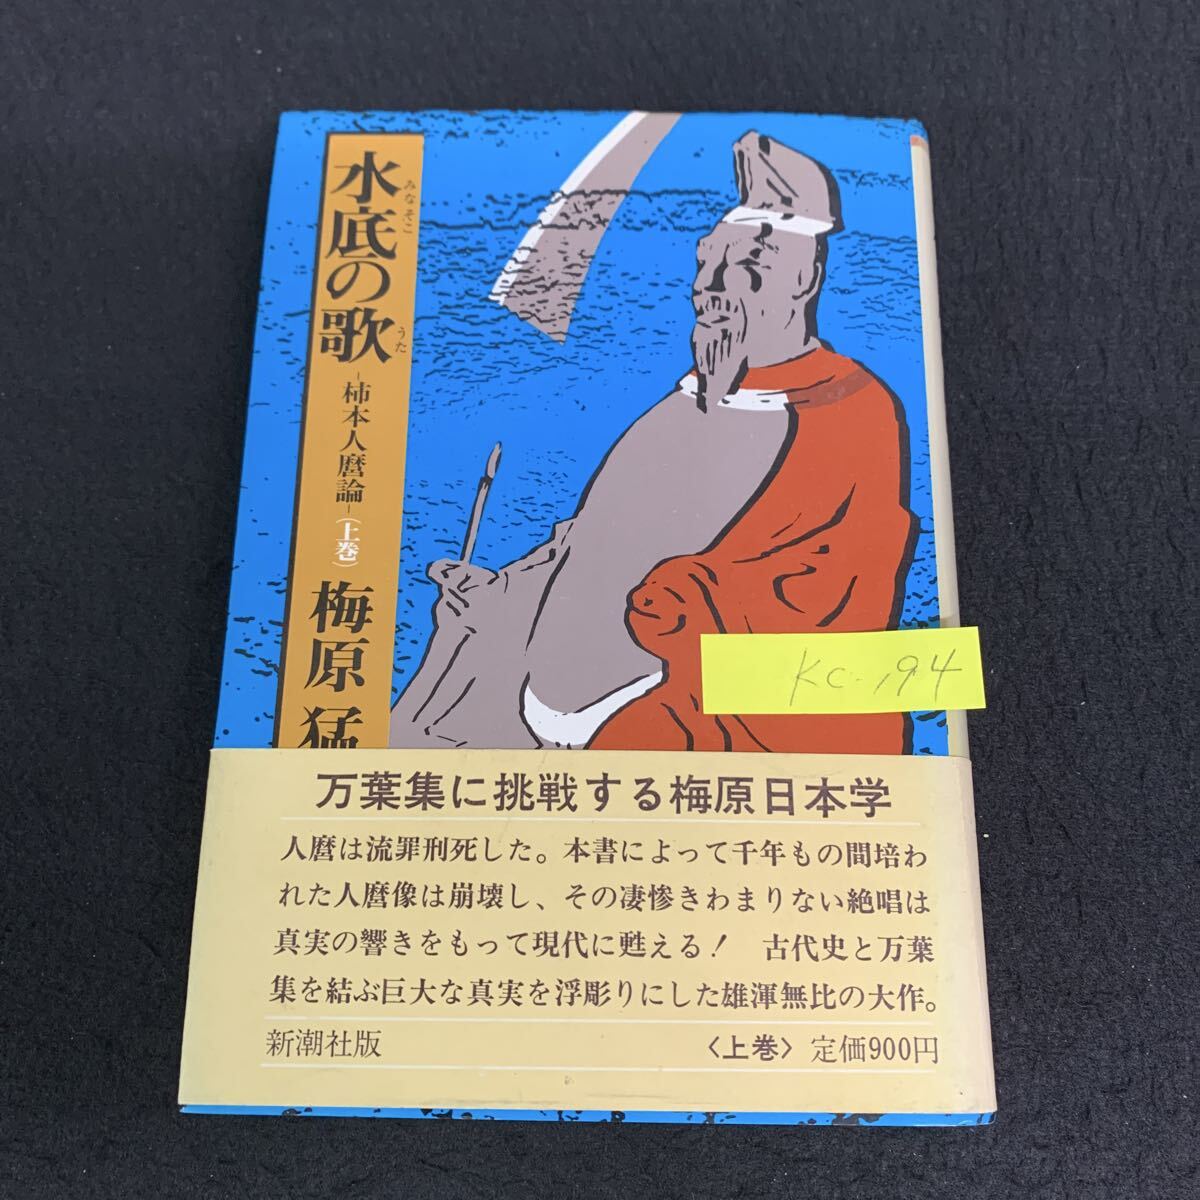 水底の歌
みなそこ
うた
-柿本人麿論-（上巻）
梅原猛
Kc-194
万葉集に挑戦する梅原日本学
人麿は流罪刑死した。本書によって千年もの間培わ
れた人麿像は崩壊し、その凄惨きわまりない絶唱は
真実の響きをもって現代に甦える！　古代史と万葉
集を結ぶ巨大な真実を浮彫りにした雄渾無比の大作。
新潮社版
〈上巻〉定価900円